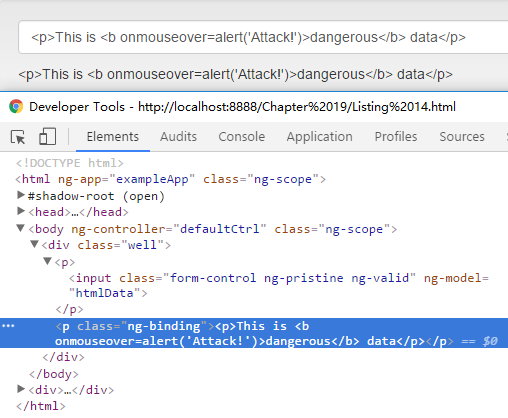 <p>This is <b onmouseover=alert('Attack!')>dangerous</b> data</p>
<p>This is <b onmouseover=alert('Attack!')>dangerous</b> data</p>
Developer Tools - http://localhost:8888/Chapter%2019/Listing%2014.html
Elements Audits Console Application Profiles Sources
<!DOCTYPE html>
<html ng-app="exampleApp" class="ng-scope">
▶#shadow-root (open)
▶<head>…</head>
▼<body ng-controller="defaultCtrl" class="ng-scope">
▼<div class="well">
▼<p>
<input class="form-control ng-pristine ng-valid" ng-model=
"htmlData">
</p>
<p class="ng-binding"><p>This is <b
onmouseover=alert('Attack!')>dangerous</b> data</p></p> == $0
</div>
</body>
▶<div>…</div>
</html>